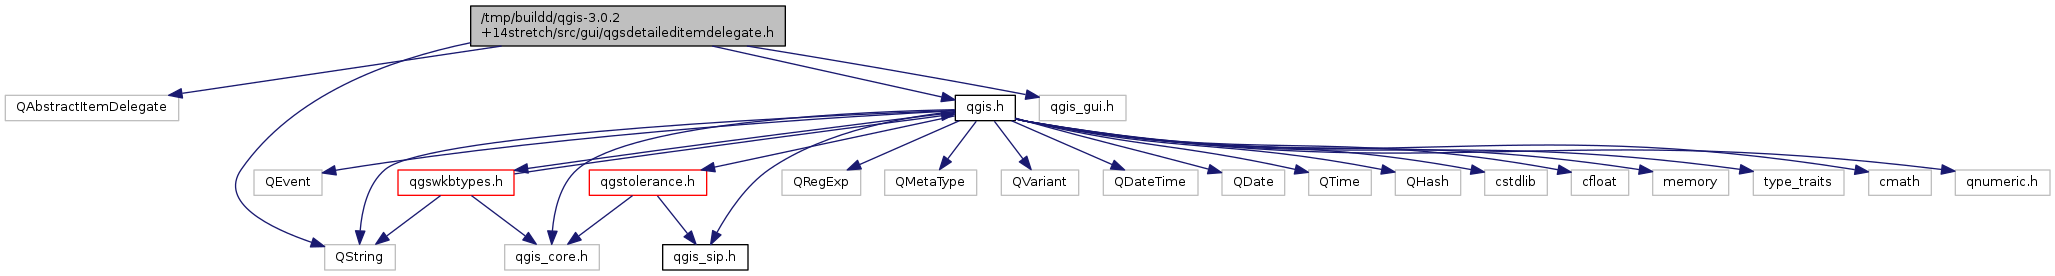 /tmp/buildd/qgis-3.0.2
+14stretch/src/gui/qgsdetaileditemdelegate.h
QAbstractItemDelegate
qgis.h
qgis_gui.h
QEvent
qgswkbtypes.h
qgstolerance.h
QRegExp
QMetaType
QVariant
QDateTime
QDate
QTime
QHash
cstdlib
cfloat
memory
type_traits
cmath
qnumeric.h
QString
qgis_core.h
qgis_sip.h